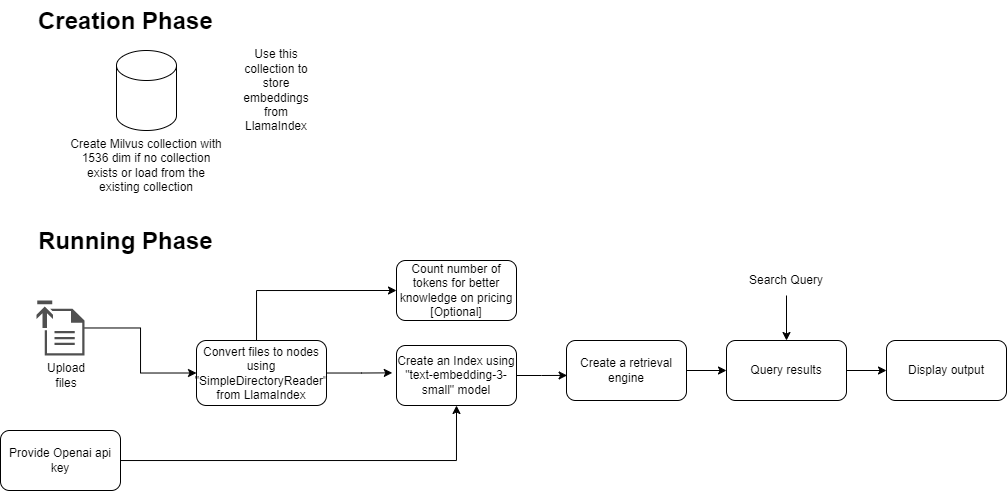 Creation Phase
Use this
collection to
store
embeddings
from
LlamaIndex
Create Milvus collection with
1536 dim if no collection
exists or load from the
existing collection
Running Phase
Upload
files
Convert files to nodes
using
"SimpleDirectoryReader"
from LlamaIndex
Count number of
tokens for better
knowledge on pricing
[Optional]
Create an Index using
"text-embedding-3-
small" model
Create a retrieval
engine
Search Query
Query results
Display output
Provide Openai api
key